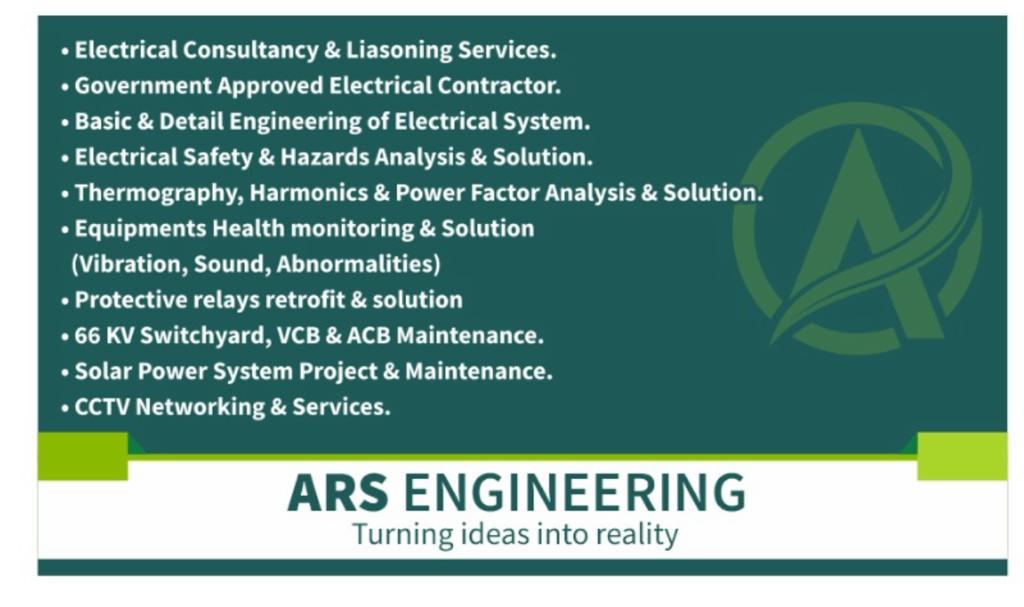 • Electrical Consultancy & Liasoning Services.
• Government Approved Electrical Contractor.
• Basic & Detail Engineering of Electrical System.
• Electrical Safety & Hazards Analysis & Solution.
• Thermography, Harmonics & Power Factor Analysis & Solution.
• Equipments Health monitoring & Solution
(Vibration, Sound, Abnormalities)
• Protective relays retrofit & solution
• 66 KV Switchyard, VCB & ACB Maintenance.
• Solar Power System Project & Maintenance.
• CCTV Networking & Services.
ARS ENGINEERING
Turning ideas into reality